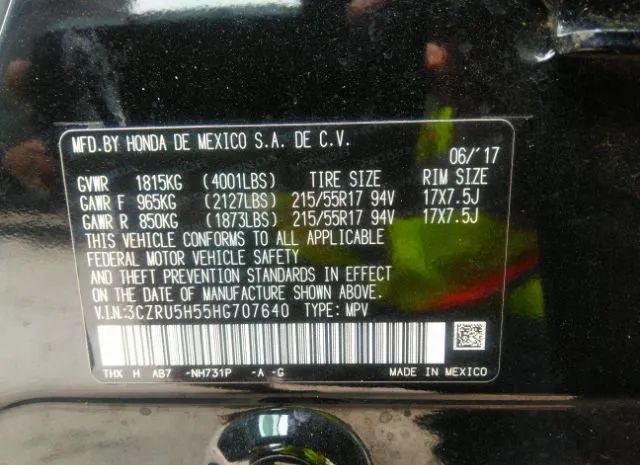 MFD.BY HONDA DE MEXICO S.A. DE C.V.
06/'17
GVWR 1815KG (4001LBS) TIRE SIZE RIM SIZE
GAWR F 965KG (2127LBS) 215/55R17 94V 17X7.5J
GAWR R 850KG (1873LBS) 215/55R17 94V 17X7.5J
THIS VEHICLE CONFORMS TO ALL APPLICABLE
FEDERAL MOTOR VEHICLE SAFETY
AND THEFT PREVENTION STANDARDS IN EFFECT
ON THE DATE OF MANUFACTURE SHOWN ABOVE.
V.I.N:3CZRU5H55HG707640 TYPE: MPV
THX H AB7 -NH731P -A -G MADE IN MEXICO